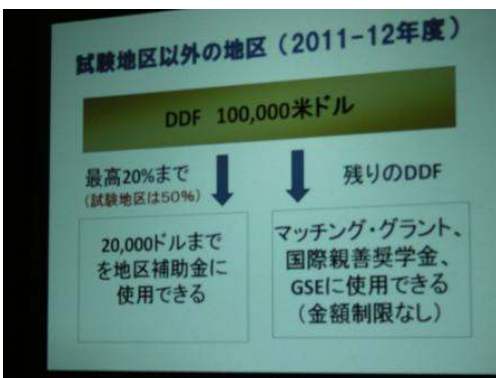 試験地区以外の地区（2011-12年度）
DDF 100,000米ドル
最高20%まで
（試験地区は50%）
残りのDDF
20,000ドルまで
を地区補助金に
使用できる
マッチング・グラント、
国際親善奨学金、
GSEに使用できる
（金額制限なし）